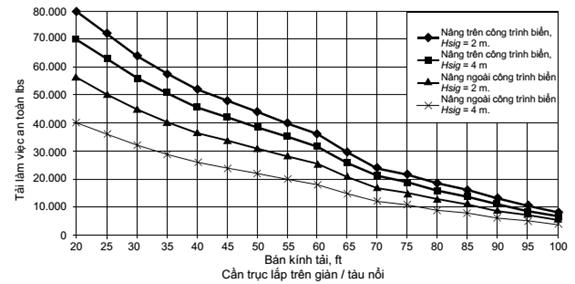 Tải làm việc an toàn lbs
80.000
70.000
60.000
50.000
40.000
30.000
20.000
10.000
0
20 25 30 35 40 45 50 55 60 65 70 75 80 85 90 95 100
Bán kính tải, ft
Cần trục lắp trên giàn / tàu nổi
Nâng trên công trình biển,
Hsig = 2 m.
Nâng trên công trình biển,
Hsig = 4 m
Nâng ngoài công trình biển
Hsig = 2 m.
Nâng ngoài công trình biển
Hsig = 4 m.